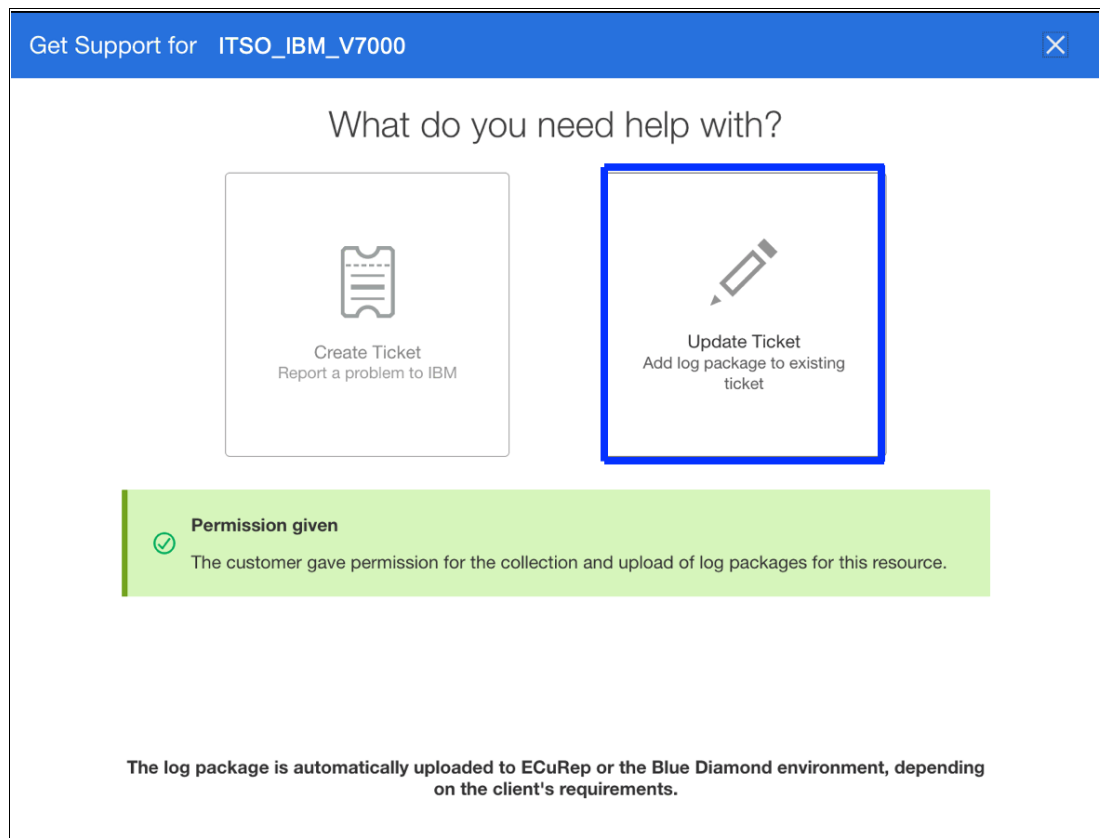 Get Support for ITSO_IBM_V7000
What do you need help with?
Create Ticket
Report a problem to IBM
Update Ticket
Add log package to existing
ticket
Permission given
The customer gave permission for the collection and upload of log packages for this resource.
The log package is automatically uploaded to ECuRep or the Blue Diamond environment, depending
on the client's requirements.